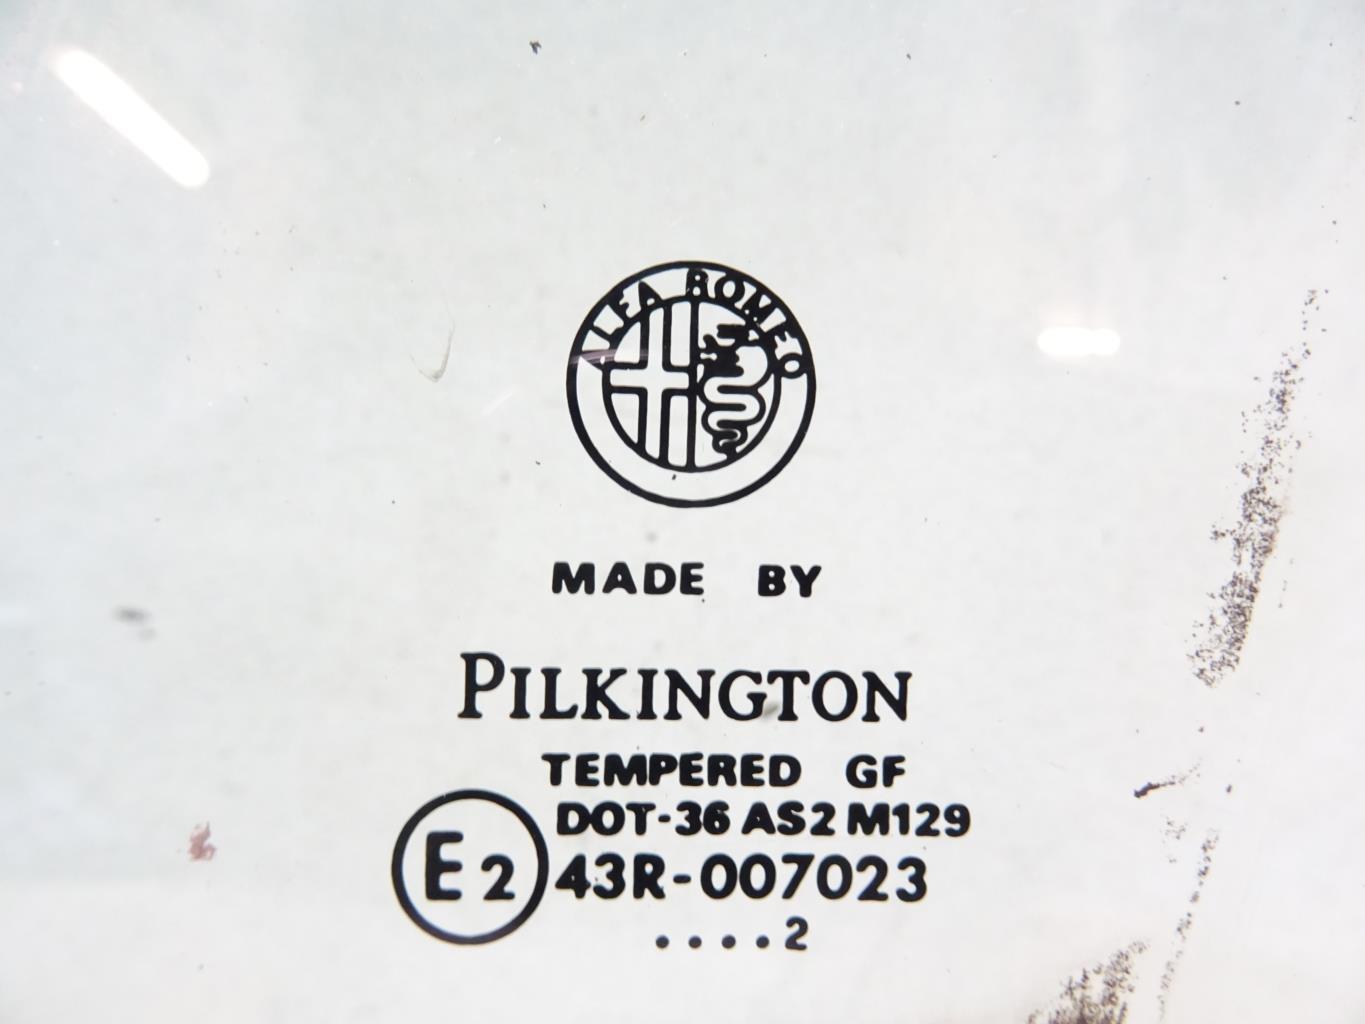 ALFA ROMEO
MADE BY
PILKINGTON
TEMPERED GF
DOT-36 AS2 M129
E2 43R-007023
....2